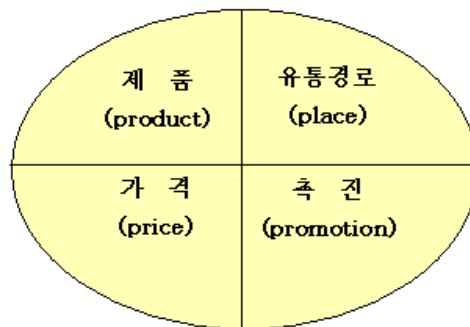 제 품
(product)
유통경로
(place)
가 격
(price)
촉 진
(promotion)